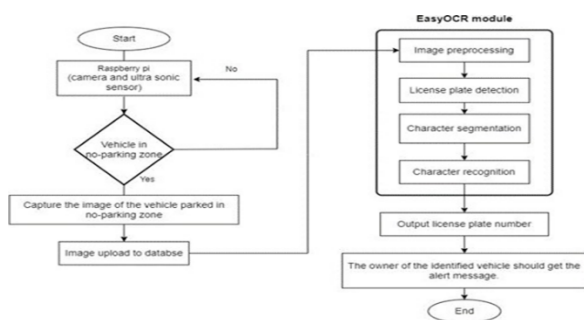 Start
Raspberry pi
(camera and ultra sonic
sensor)
No
Vehicle in
no-parking zone
Yes
Capture the image of the vehicle parked in
no-parking zone
Image upload to databse
EasyOCR module
Image preprocessing
License plate detection
Character segmentation
Character recognition
Output license plate number
The owner of the identified vehicle should get the
alert message.
End